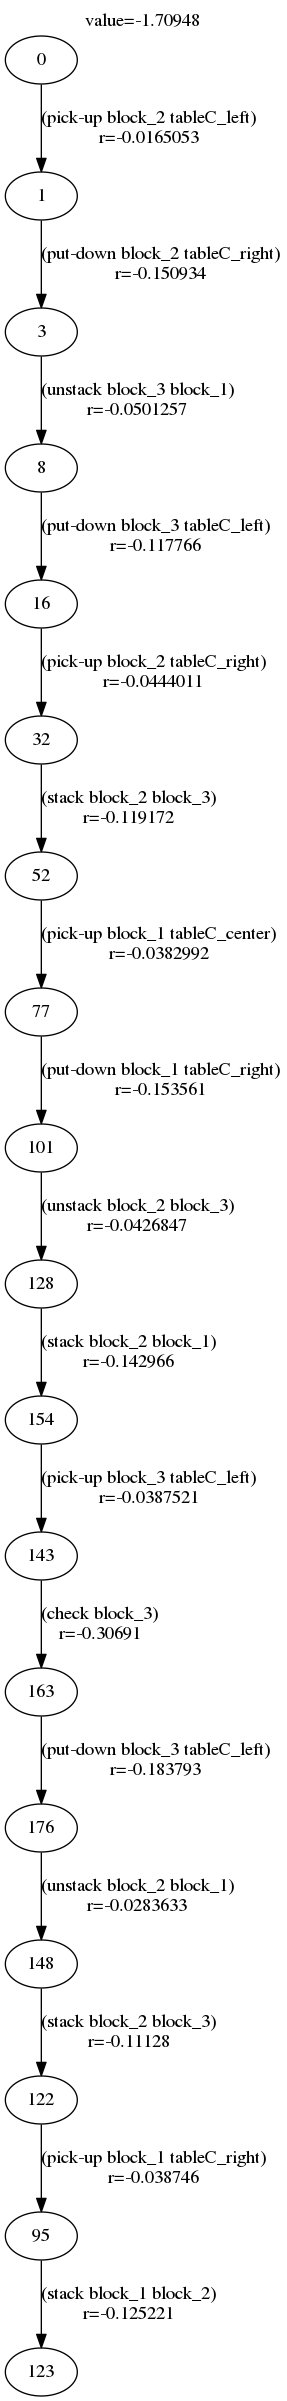 value=-1.70948
0
(pick-up block_2 tableC_left)
r=-0.0165053
1
(put-down block_2 tableC_right)
r=-0.150934
3
(unstack block_3 block_1)
r=-0.0501257
8
(put-down block_3 tableC_left)
r=-0.117766
16
(pick-up block_2 tableC_right)
r=-0.0444011
32
(stack block_2 block_3)
r=-0.119172
52
(pick-up block_1 tableC_center)
r=-0.0382992
77
(put-down block_1 tableC_right)
r=-0.153561
101
(unstack block_2 block_3)
r=-0.0426847
128
(stack block_2 block_1)
r=-0.142966
154
(pick-up block_3 tableC_left)
r=-0.0387521
143
(check block_3)
r=-0.30691
163
(put-down block_3 tableC_left)
r=-0.183793
176
(unstack block_2 block_1)
r=-0.0283633
148
(stack block_2 block_3)
r=-0.11128
122
(pick-up block_1 tableC_right)
r=-0.038746
95
(stack block_1 block_2)
r=-0.125221
123